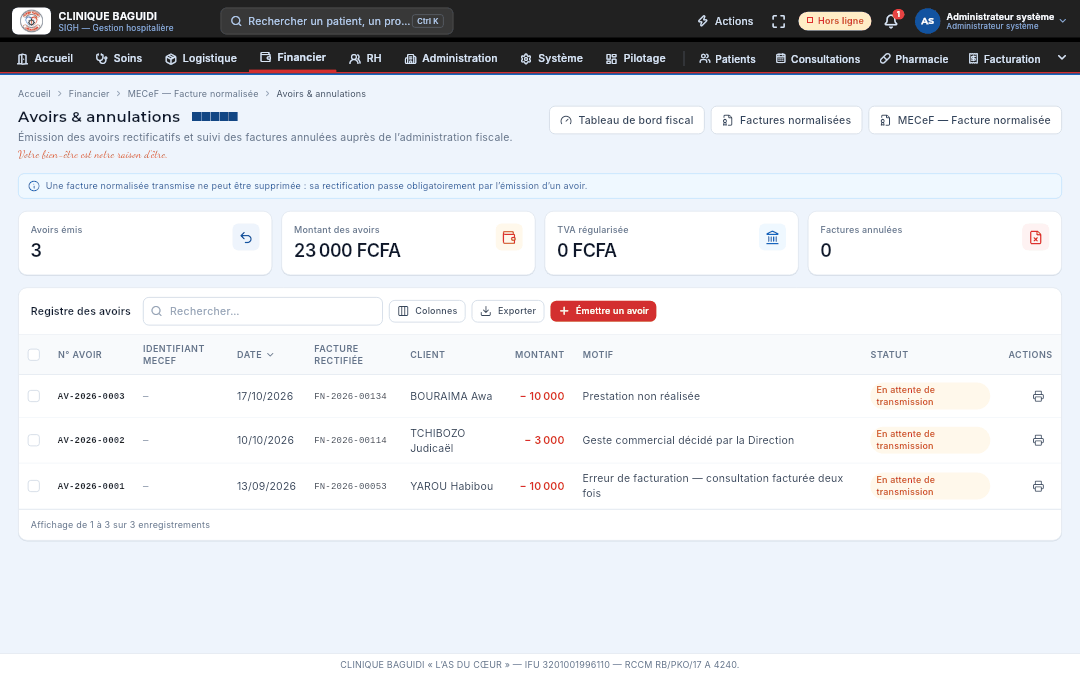 CLINIQUE BAGUIDI
SIGH — Gestion hospitalière
Rechercher un patient, un pro... Ctrl K
Actions
Hors ligne
1
AS
Administrateur système
Administrateur système
Accueil
Soins
Logistique
Financier
RH
Administration
Système
Pilotage
Patients
Consultations
Pharmacie
Facturation
Accueil > Financier > MECeF — Facture normalisée > Avoirs & annulations
Avoirs & annulations
Émission des avoirs rectificatifs et suivi des factures annulées auprès de l'administration fiscale.
Votre bien-être est notre raison d'être.
Tableau de bord fiscal
Factures normalisées
MECeF — Facture normalisée
Une facture normalisée transmise ne peut être supprimée : sa rectification passe obligatoirement par l'émission d'un avoir.
Avoirs émis
3
Montant des avoirs
23 000 FCFA
TVA régularisée
0 FCFA
Factures annulées
0
Registre des avoirs
Rechercher...
Colonnes
Exporter
Émettre un avoir
N° AVOIR
IDENTIFIANT MECEF
DATE
FACTURE RECTIFIÉE
CLIENT
MONTANT
MOTIF
STATUT
ACTIONS
AV-2026-0003 – 17/10/2026 FN-2026-00134 BOURAIMA Awa − 10 000 Prestation non réalisée En attente de transmission
AV-2026-0002 – 10/10/2026 FN-2026-00114 TCHIBOZO Judicaël − 3 000 Geste commercial décidé par la Direction En attente de transmission
AV-2026-0001 – 13/09/2026 FN-2026-00053 YAROU Habibou − 10 000 Erreur de facturation — consultation facturée deux fois En attente de transmission
Affichage de 1 à 3 sur 3 enregistrements
CLINIQUE BAGUIDI « L'AS DU CŒUR » — IFU 3201001996110 — RCCM RB/PKO/17 A 4240.